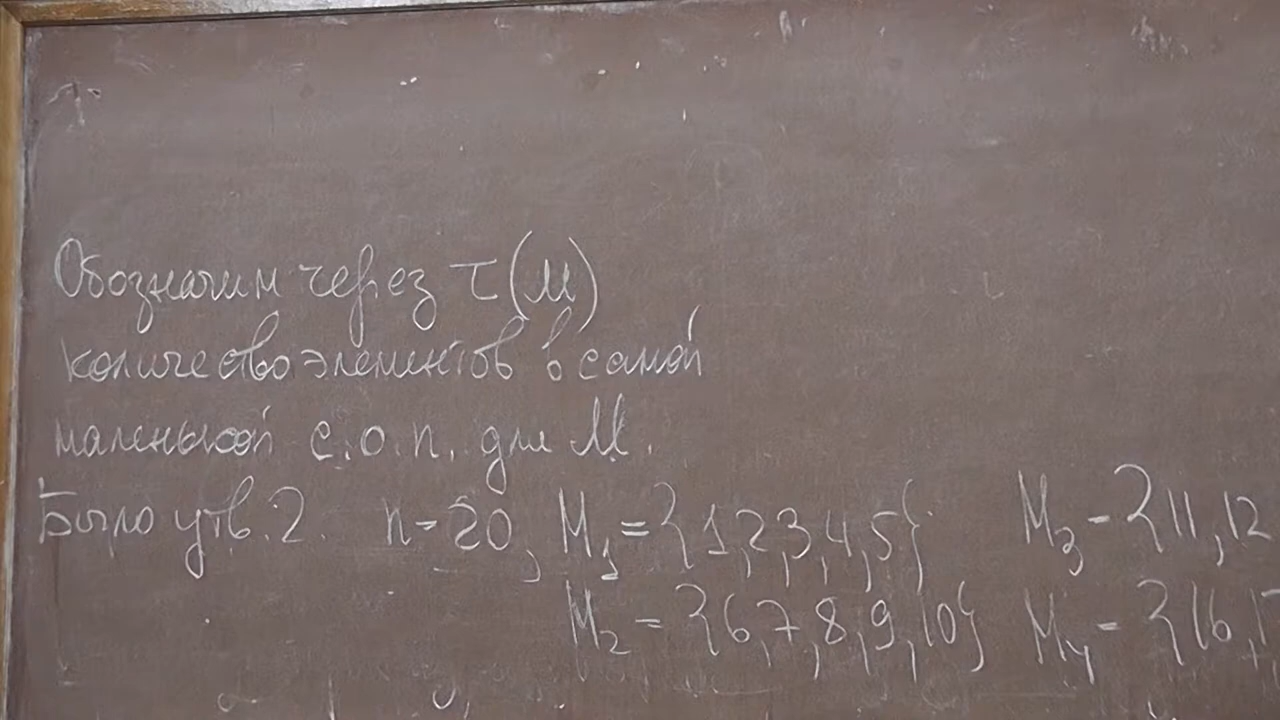 Обозначим через τ(M)
количество элементов в самой
маленькой с.о.п. для M.
Было утв. 2. n=20, M₁={1,2,3,4,5} M₃={11,12
M₂={6,7,8,9,10} M₄={16,17